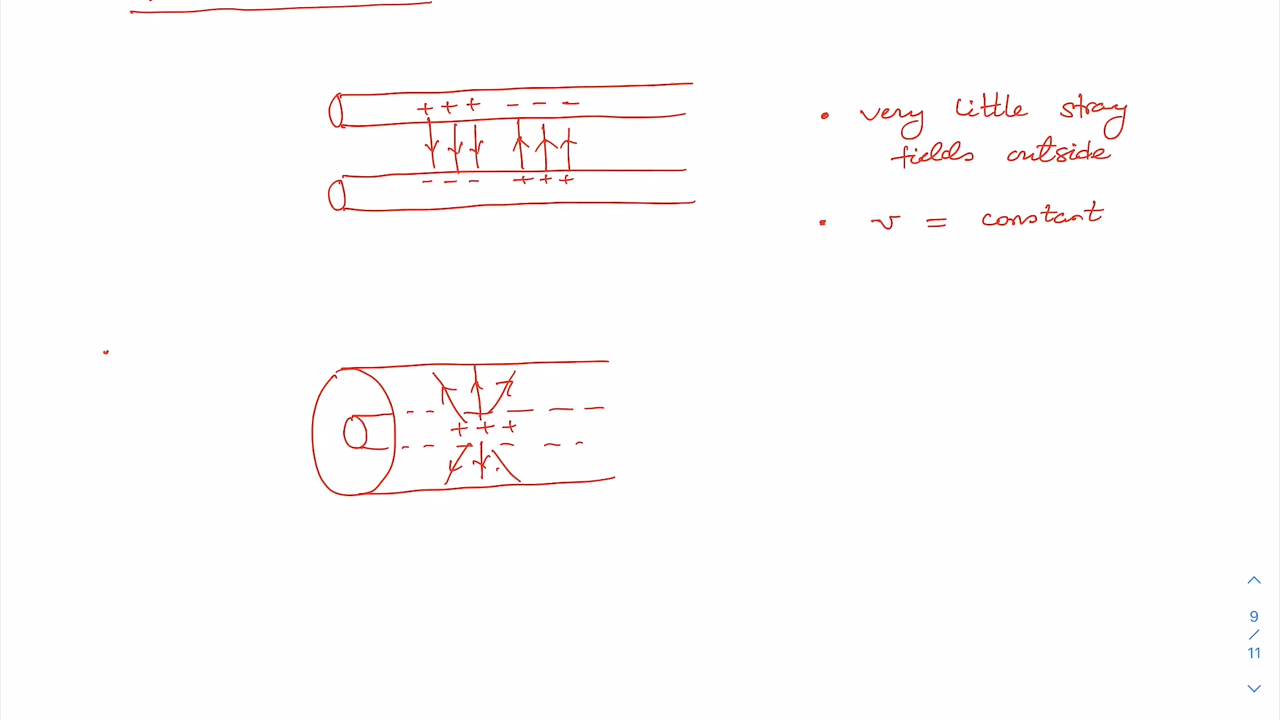 + + + - - -
- - - + + +
• very little stray
fields outside
• v = constant
+ + +
9
/
11